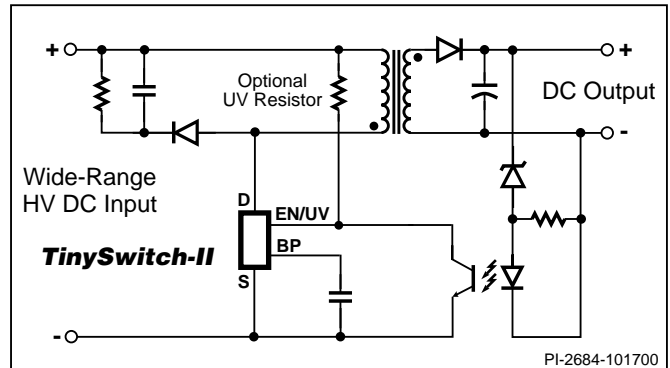 +
+
Optional
UV Resistor
DC Output
-
Wide-Range
HV DC Input
D
EN/UV
BP
TinySwitch-II
S
-
PI-2684-101700